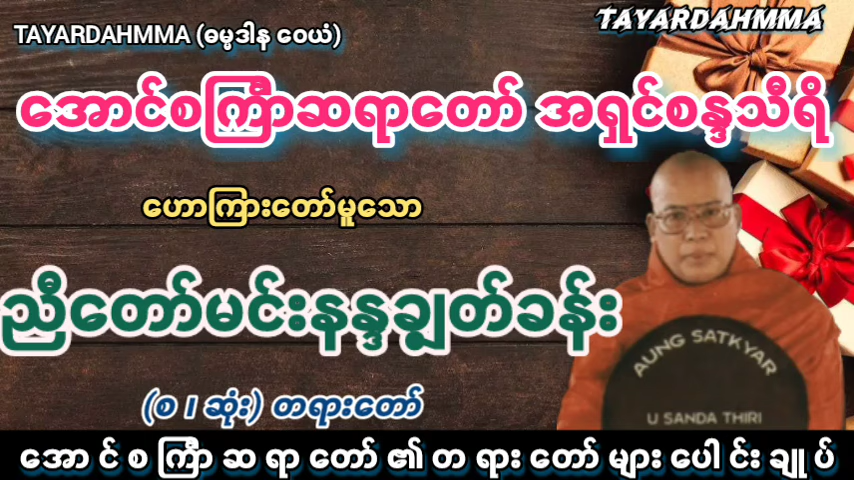 TAYARDAHMMA
TAYARDAHMMA (ဓမ္မဒါန ဝေယံ)
အောင်စကြာ်ဆရာတော် အရှင်စန္ဒသီရိ
ဟောကြားတော်မူသော
ညီတော်မင်းနန္ဒချွတ်ခန်း
AUNG SATKYAR
U SANDA THIRI
(စ ၊ ဆုံး) တရားတော်
အောင်စကြာ်ဆရာတော်၏တရားတော်များပေါင်းချုပ်